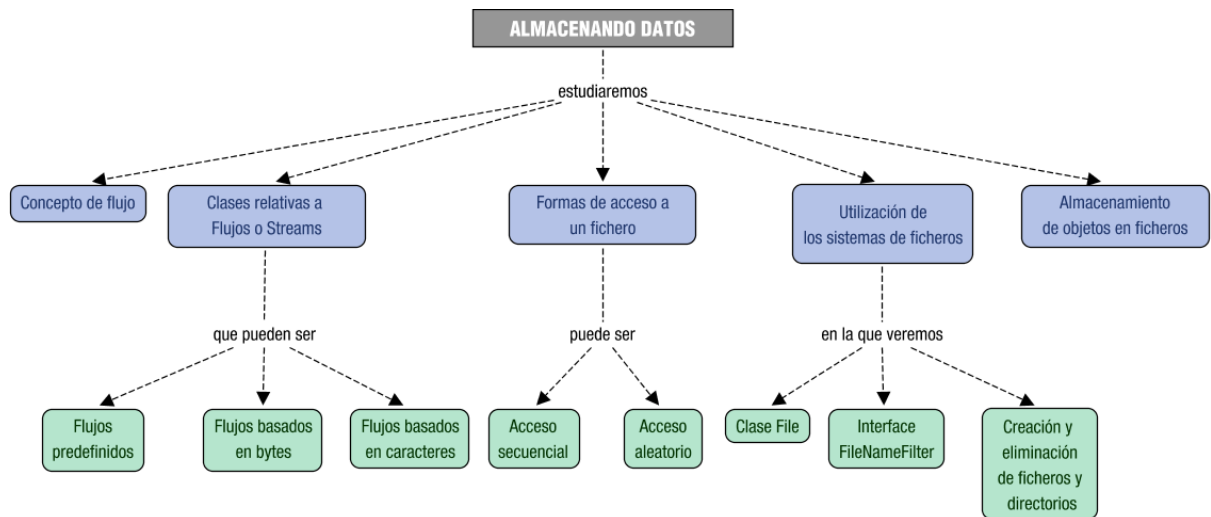 ALMACENANDO DATOS
estudiaremos
Concepto de flujo
Clases relativas a
Flujos o Streams
Formas de acceso a
un fichero
Utilización de
los sistemas de ficheros
Almacenamiento
de objetos en ficheros
que pueden ser
puede ser
en la que veremos
Flujos
predefinidos
Flujos basados
en bytes
Flujos basados
en caracteres
Acceso
secuencial
Acceso
aleatorio
Clase File
Interface
FileNameFilter
Creación y
eliminación
de ficheros y
directorios